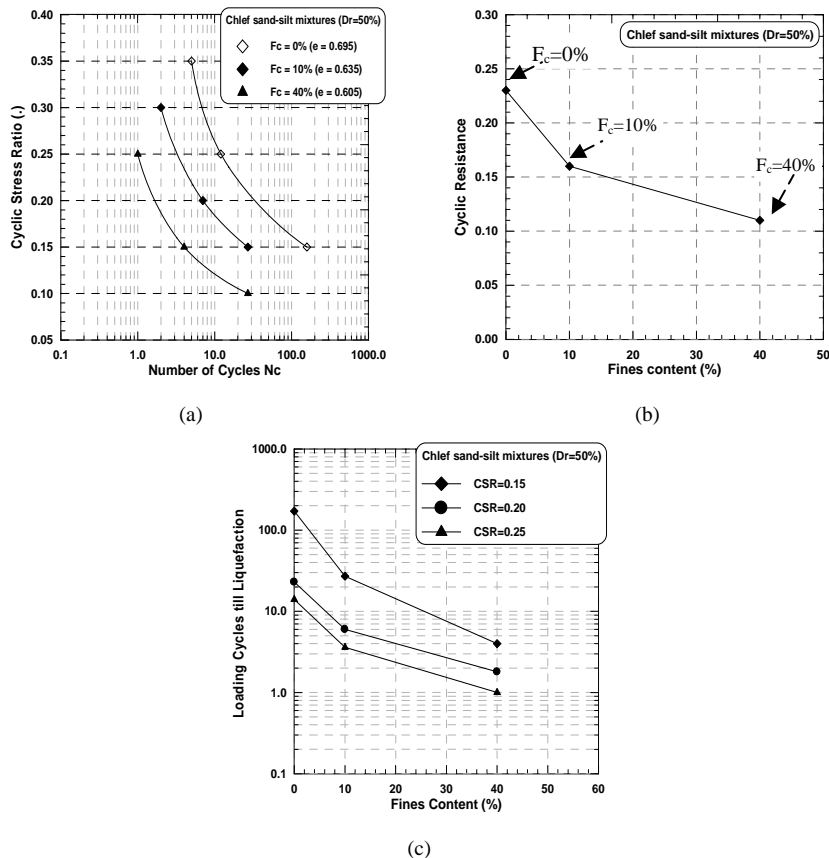 Chlef sand-silt mixtures (Dr=50%)
Fc = 0% (e = 0.695)
Fc = 10% (e = 0.635)
Fc = 40% (e = 0.605)
Cyclic Stress Ratio (.)
0.40
0.35
0.30
0.25
0.20
0.15
0.10
0.05
0.1
1.0
10.0
100.0
1000.0
Number of Cycles Nc
(a)
Chlef sand-silt mixtures (Dr=50%)
Fc=0%
Fc=10%
Fc=40%
Cyclic Resistance
0.30
0.25
0.20
0.15
0.10
0.05
0.00
0
10
20
30
40
50
Fines content (%)
(b)
Chlef sand-silt mixtures (Dr=50%)
CSR=0.15
CSR=0.20
CSR=0.25
Loading Cycles till Liquefaction
1000.0
100.0
10.0
1.0
0.1
0
10
20
30
40
50
60
Fines Content (%)
(c)